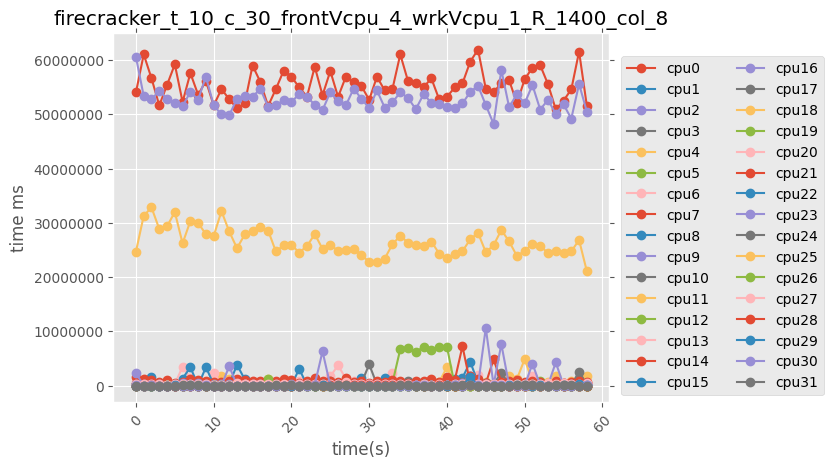 firecracker_t_10_c_30_frontVcpu_4_wrkVcpu_1_R_1400_col_8
time ms
60000000
50000000
40000000
30000000
20000000
10000000
0
0 10 20 30 40 50 60
time(s)
cpu0 cpu16
cpu1 cpu17
cpu2 cpu18
cpu3 cpu19
cpu4 cpu20
cpu5 cpu21
cpu6 cpu22
cpu7 cpu23
cpu8 cpu24
cpu9 cpu25
cpu10 cpu26
cpu11 cpu27
cpu12 cpu28
cpu13 cpu29
cpu14 cpu30
cpu15 cpu31